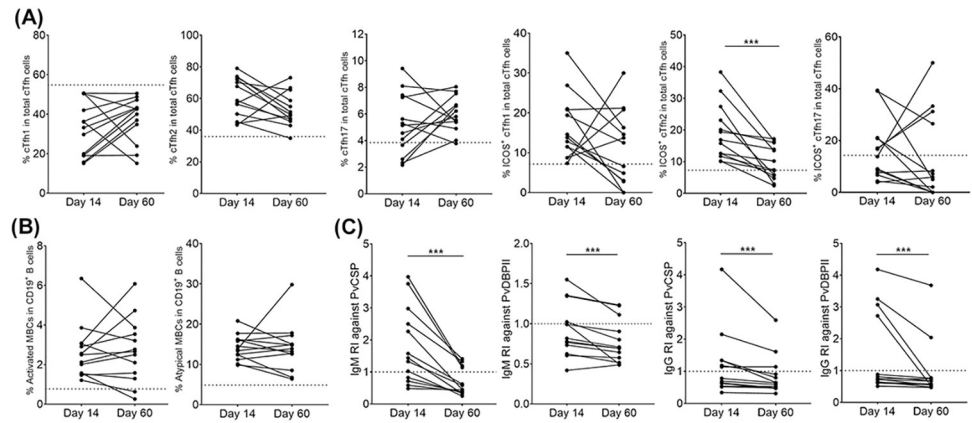 (A)
% cTfh1 in total cTfh cells
80
60
40
20
0
Day 14 Day 60
% cTfh2 in total cTfh cells
100
80
60
40
20
0
Day 14 Day 60
% cTfh17 in total cTfh cells
12
10
8
6
4
2
0
Day 14 Day 60
% ICOS⁺ cTfh1 in total cTfh cells
40
30
20
10
0
Day 14 Day 60
% ICOS⁺ cTfh2 in total cTfh cells
50
40
30
20
10
0
***
Day 14 Day 60
% ICOS⁺ cTfh17 in total cTfh cells
60
40
20
0
Day 14 Day 60
(B)
% Activated MBCs in CD19⁺ B cells
8
6
4
2
0
Day 14 Day 60
% Atypical MBCs in CD19⁺ B cells
40
30
20
10
0
Day 14 Day 60
(C)
IgM RI against PvCSP
5
4
3
2
1
0
***
Day 14 Day 60
IgM RI against PvDBPII
2.0
1.5
1.0
0.5
0.0
***
Day 14 Day 60
IgG RI against PvCSP
5
4
3
2
1
0
***
Day 14 Day 60
IgG RI against PvDBPII
5
4
3
2
1
0
***
Day 14 Day 60